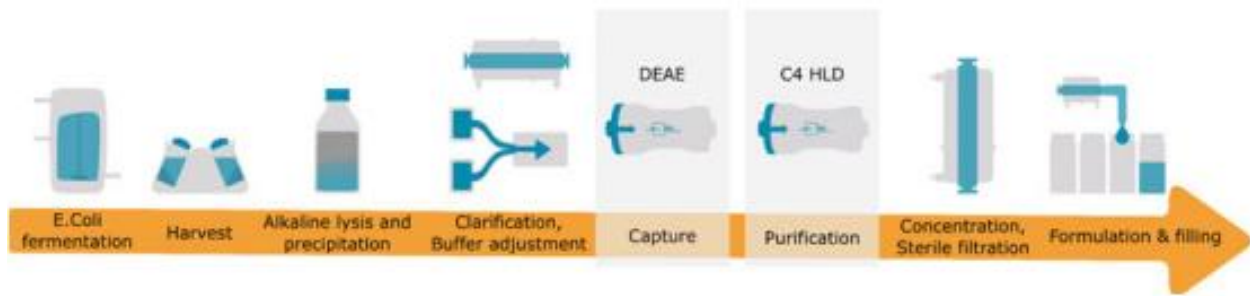 DEAE
C4 HLD
E.Coli
fermentation
Harvest
Alkaline lysis and
precipitation
Clarification,
Buffer adjustment
Capture
Purification
Concentration,
Sterile filtration
Formulation & filling